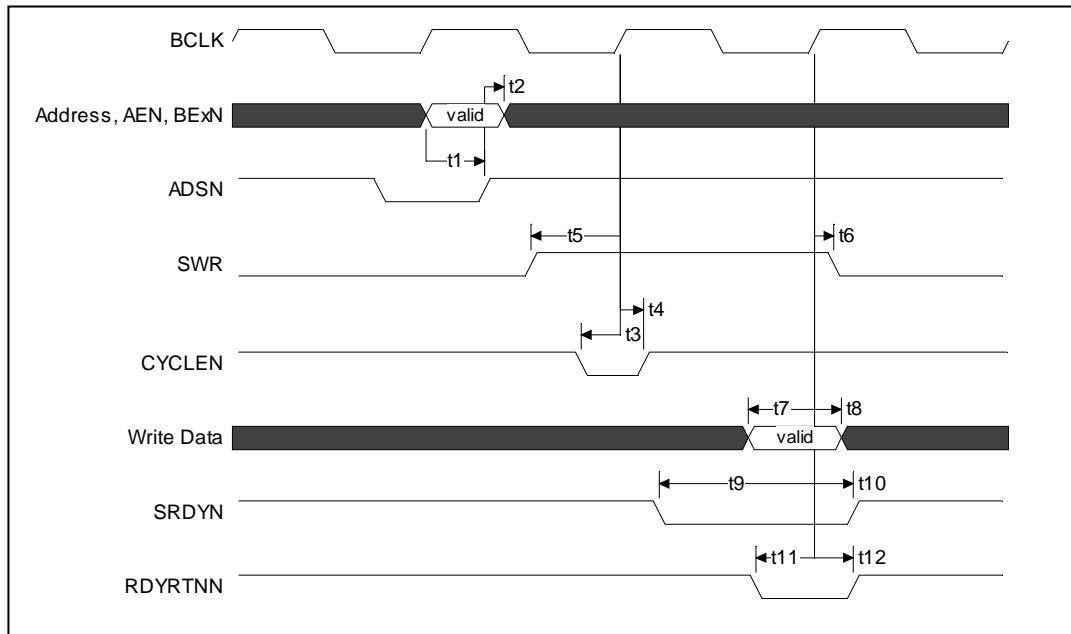 BCLK
t2
Address, AEN, BExN
valid
t1
ADSN
t5
t6
SWR
t4
t3
CYCLEN
t7
t8
Write Data
valid
t9
t10
SRDYN
t11
t12
RDYRTNN